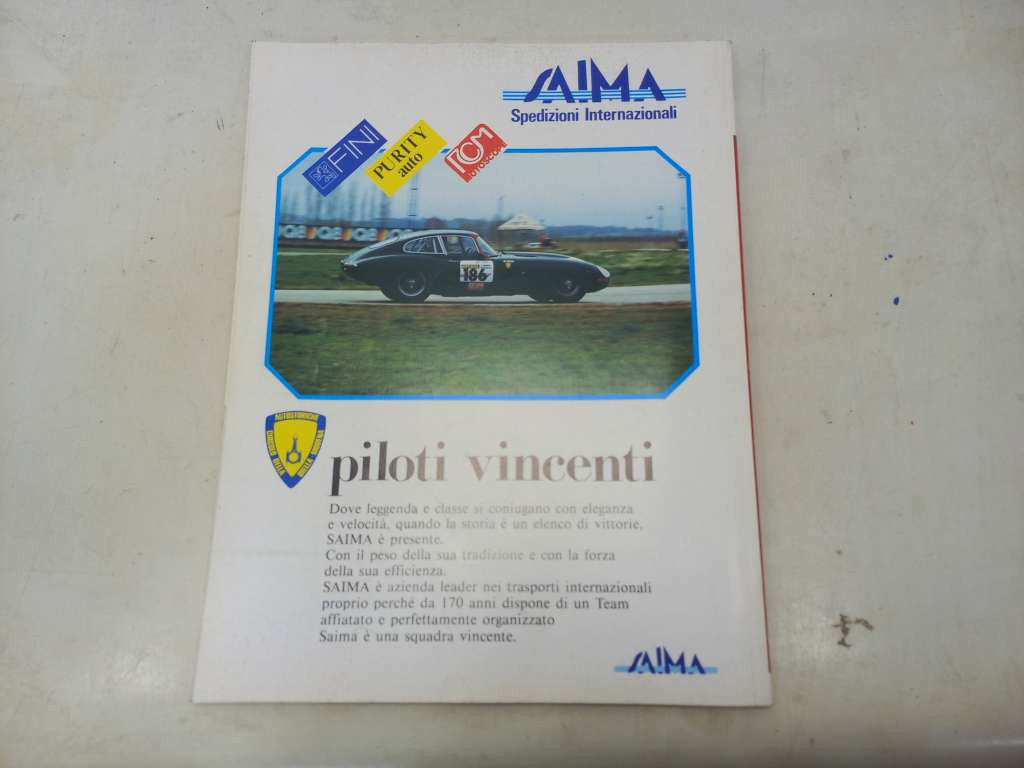 SAIMA
Spedizioni Internazionali
FINI
PURITY
auto
RCM
MOTOSCOPE
186
piloti vincenti
Dove leggenda e classe si coniugano con eleganza
e velocità, quando la storia è un elenco di vittorie,
SAIMA è presente.
Con il peso della sua tradizione e con la forza
della sua efficienza.
SAIMA è azienda leader nei trasporti internazionali
proprio perché da 170 anni dispone di un Team
affiatato e perfettamente organizzato
Saima è una squadra vincente.
SAIMA